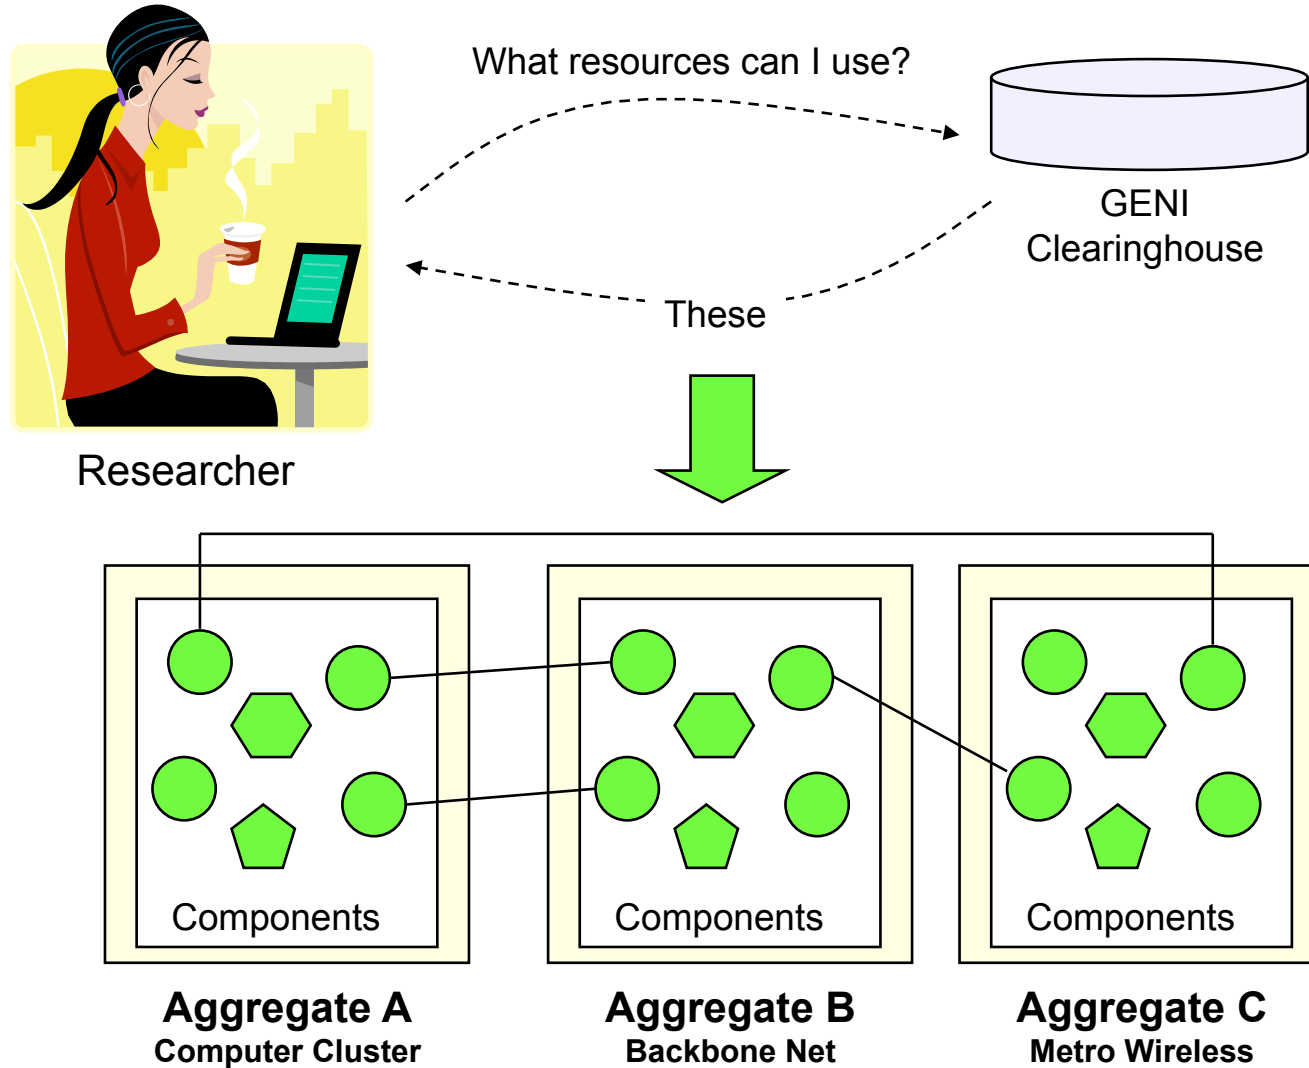 What resources can I use?
GENI
Clearinghouse
These
Researcher
Components
Components
Components
Aggregate A
Computer Cluster
Aggregate B
Backbone Net
Aggregate C
Metro Wireless